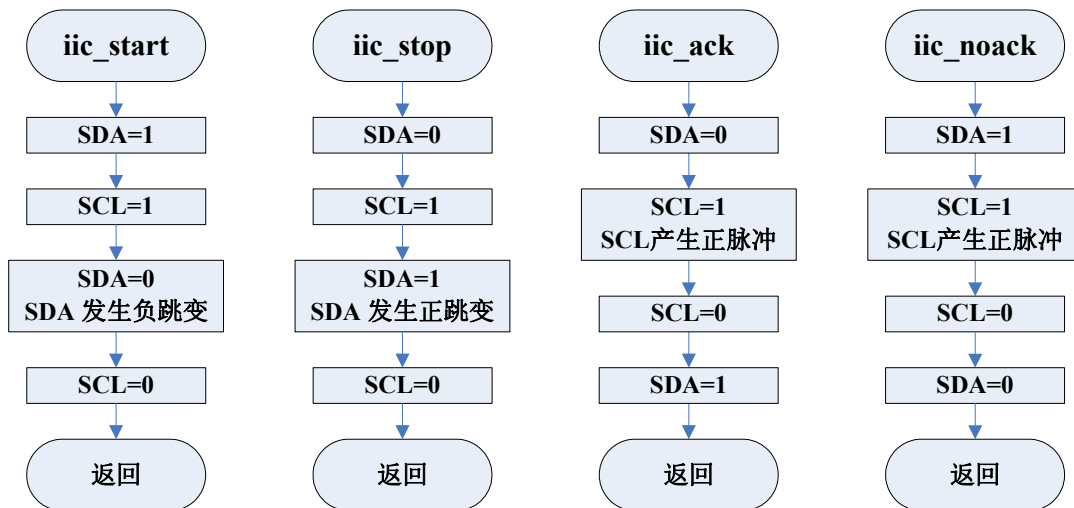 iic_start
SDA=1
SCL=1
SDA=0
SDA 发生负跳变
SCL=0
返回
iic_stop
SDA=0
SCL=1
SDA=1
SDA 发生正跳变
SCL=0
返回
iic_ack
SDA=0
SCL=1
SCL产生正脉冲
SCL=0
SDA=1
返回
iic_noack
SDA=1
SCL=1
SCL产生正脉冲
SCL=0
SDA=0
返回